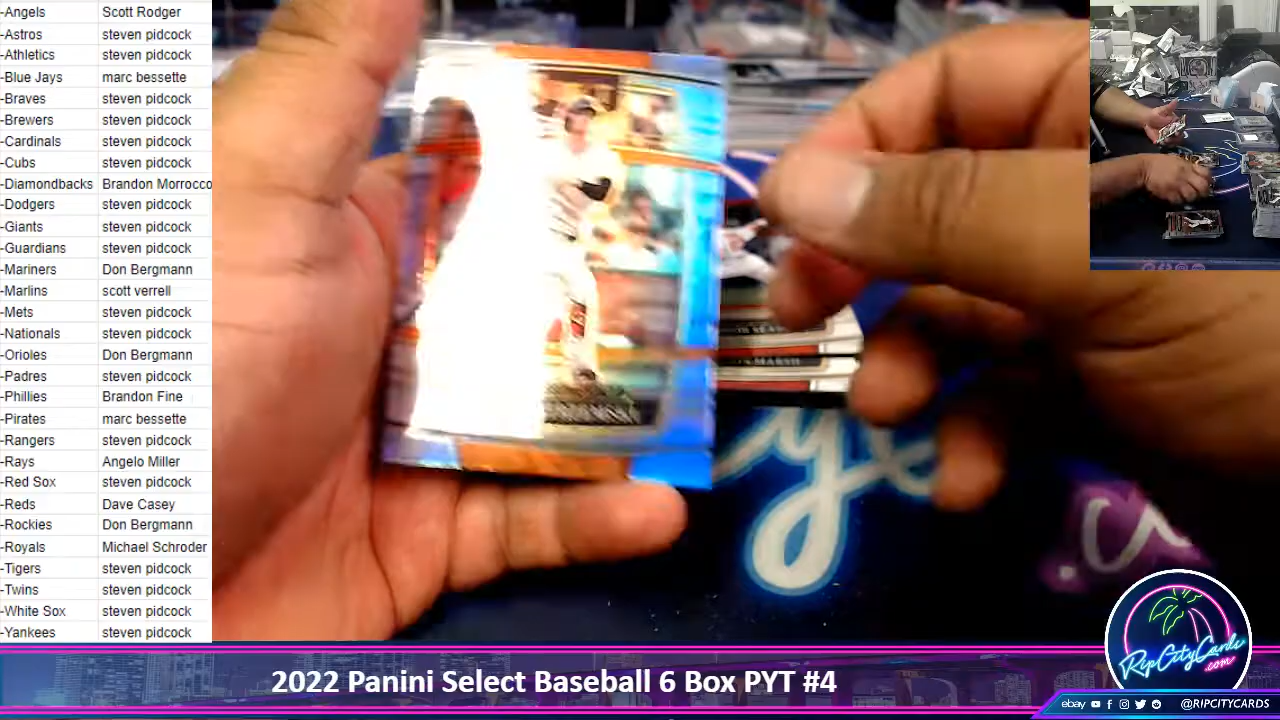 -Angels Scott Rodger
-Astros steven pidcock
-Athletics steven pidcock
-Blue Jays marc bessette
-Braves steven pidcock
-Brewers steven pidcock
-Cardinals steven pidcock
-Cubs steven pidcock
-Diamondbacks Brandon Morrocco
-Dodgers steven pidcock
-Giants steven pidcock
-Guardians steven pidcock
-Mariners Don Bergmann
-Marlins scott verrell
-Mets steven pidcock
-Nationals steven pidcock
-Orioles Don Bergmann
-Padres steven pidcock
-Phillies Brandon Fine
-Pirates marc bessette
-Rangers steven pidcock
-Rays Angelo Miller
-Red Sox steven pidcock
-Reds Dave Casey
-Rockies Don Bergmann
-Royals Michael Schroder
-Tigers steven pidcock
-Twins steven pidcock
-White Sox steven pidcock
-Yankees steven pidcock
MARSH
2022 Panini Select Baseball 6 Box PYT #4
RipCityCards
.com
ebay @RIPCITYCARDS